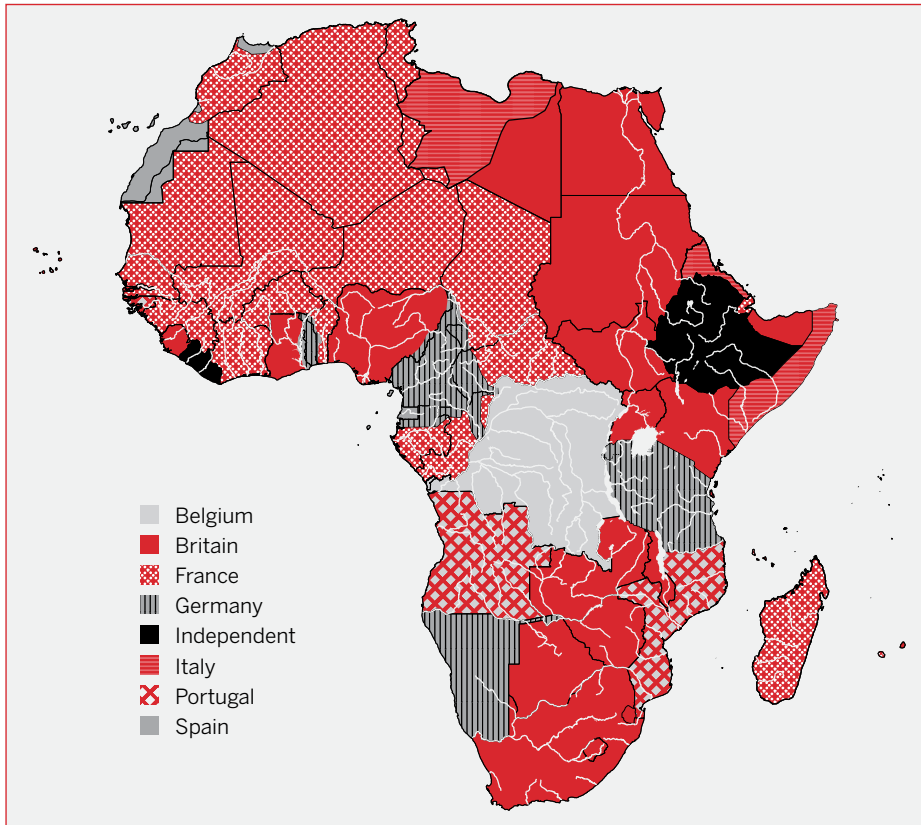 Belgium
Britain
France
Germany
Independent
Italy
Portugal
Spain